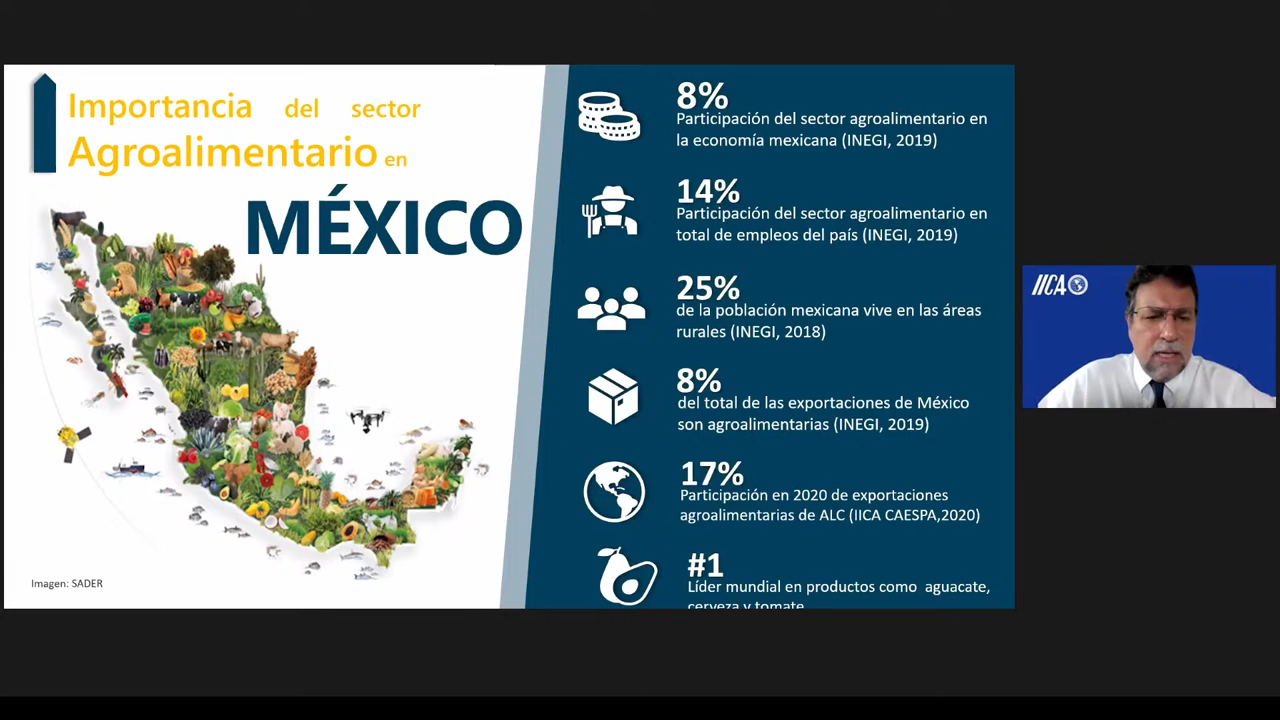 Importancia del sector
Agroalimentario en
MÉXICO
Imagen: SADER
8%
Participación del sector agroalimentario en
la economía mexicana (INEGI, 2019)
14%
Participación del sector agroalimentario en
total de empleos del país (INEGI, 2019)
25%
de la población mexicana vive en las áreas
rurales (INEGI, 2018)
8%
del total de las exportaciones de México
son agroalimentarias (INEGI, 2019)
17%
Participación en 2020 de exportaciones
agroalimentarias de ALC (IICA CAESPA,2020)
#1
Líder mundial en productos como aguacate,
cerveza y tomate
IICA